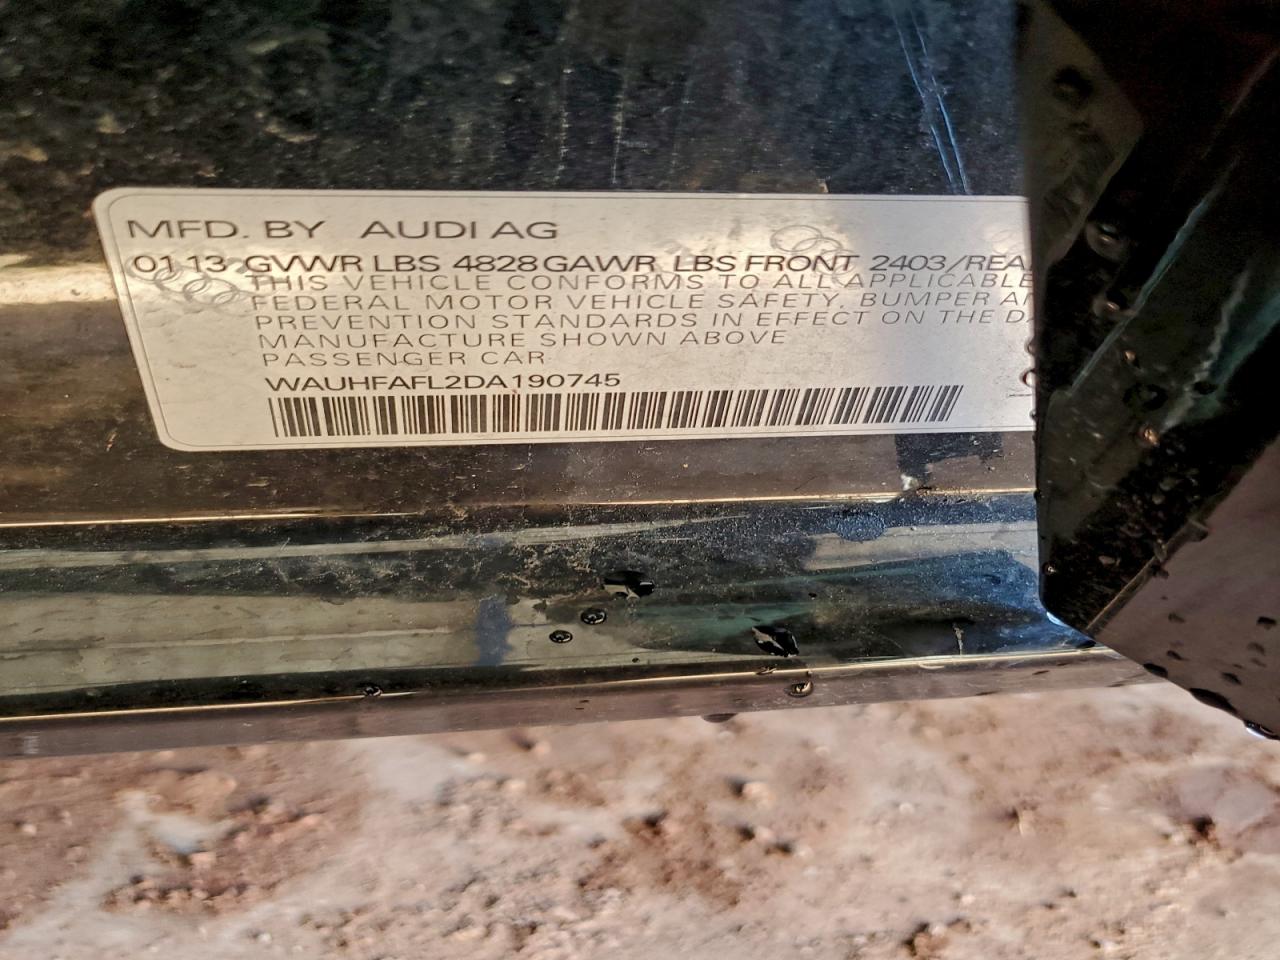 MFD. BY AUDI AG
01 13 GVWR LBS 4828 GAWR LBS FRONT 2403/REA
THIS VEHICLE CONFORMS TO ALL APPLICABLE
FEDERAL MOTOR VEHICLE SAFETY, BUMPER A
PREVENTION STANDARDS IN EFFECT ON THE D
MANUFACTURE SHOWN ABOVE
PASSENGER CAR
WAUHFAFL2DA190745